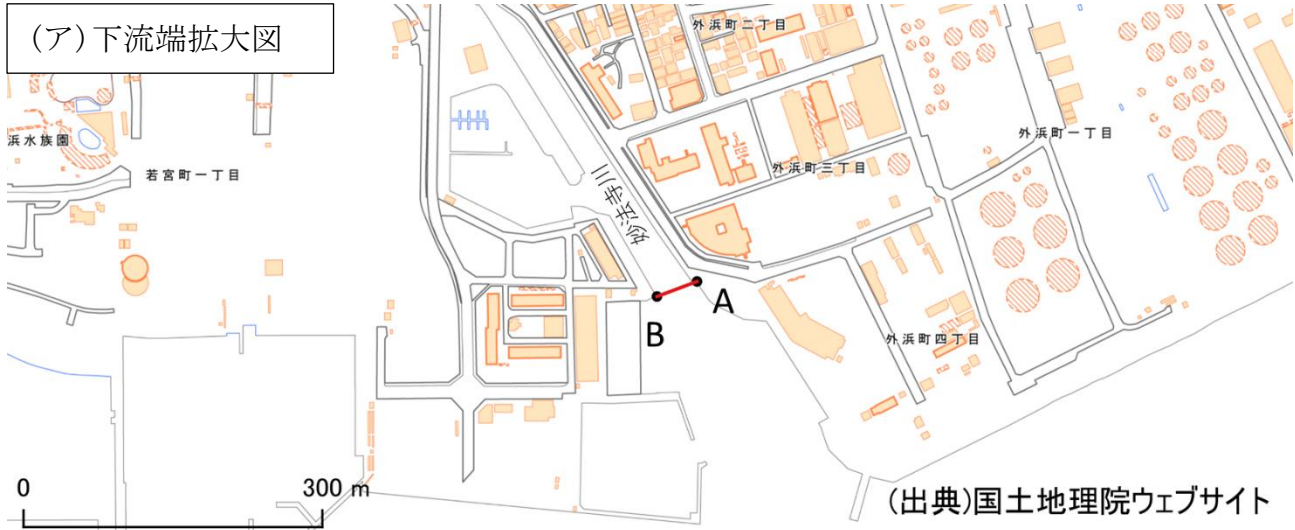 (ア)下流端拡大図
外浜町二丁目
浜水族園
若宮町一丁目
妙法寺川
外浜町三丁目
外浜町一丁目
A
B
外浜町四丁目
0 300 m
(出典)国土地理院ウェブサイト